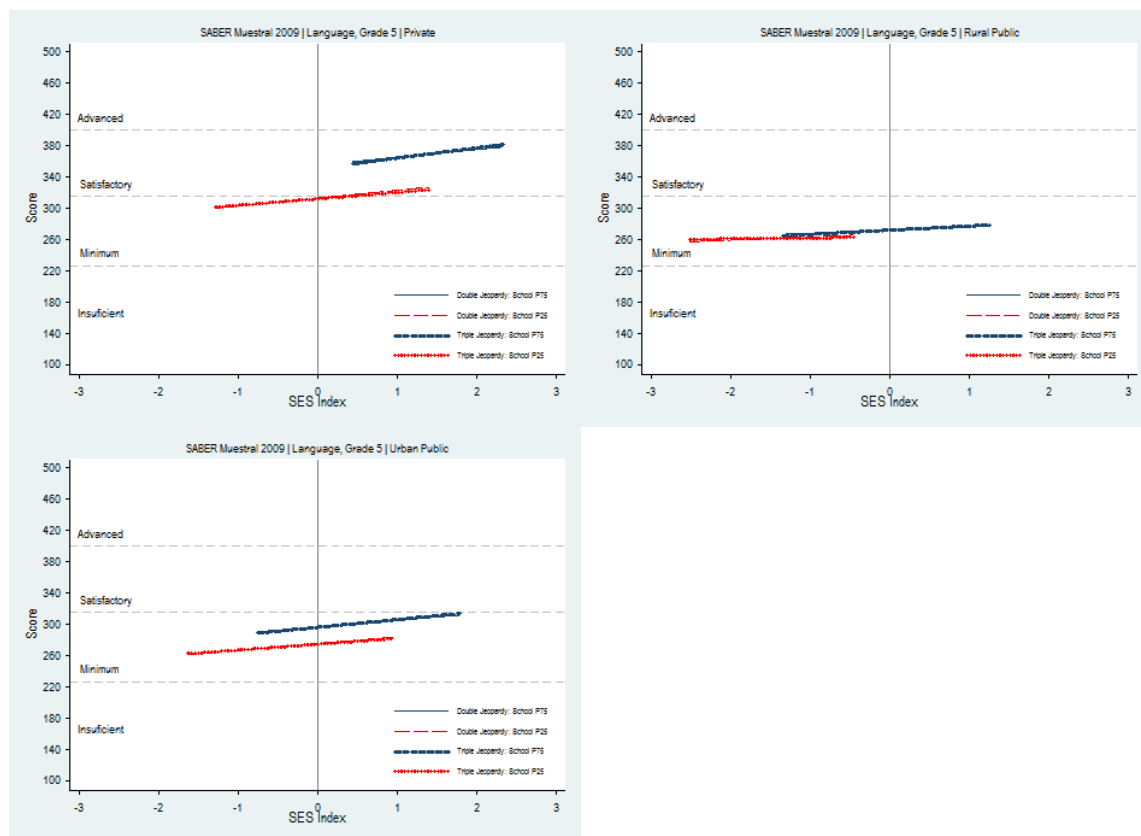 SABER Muestral 2009 | Language, Grade 5 | Private
500
460
420
380
340
300
260
220
180
140
100
Score
Advanced
Satisfactory
Minimum
Insuficient
Double Jeopardy: School P75
Double Jeopardy: School P25
Triple Jeopardy: School P75
Triple Jeopardy: School P25
-3 -2 -1 0 1 2 3
SES Index
SABER Muestral 2009 | Language, Grade 5 | Rural Public
500
460
420
380
340
300
260
220
180
140
100
Score
Advanced
Satisfactory
Minimum
Insuficient
Double Jeopardy: School P75
Double Jeopardy: School P25
Triple Jeopardy: School P75
Triple Jeopardy: School P25
-3 -2 -1 0 1 2 3
SES Index
SABER Muestral 2009 | Language, Grade 5 | Urban Public
500
460
420
380
340
300
260
220
180
140
100
Score
Advanced
Satisfactory
Minimum
Insuficient
Double Jeopardy: School P75
Double Jeopardy: School P25
Triple Jeopardy: School P75
Triple Jeopardy: School P25
-3 -2 -1 0 1 2 3
SES Index